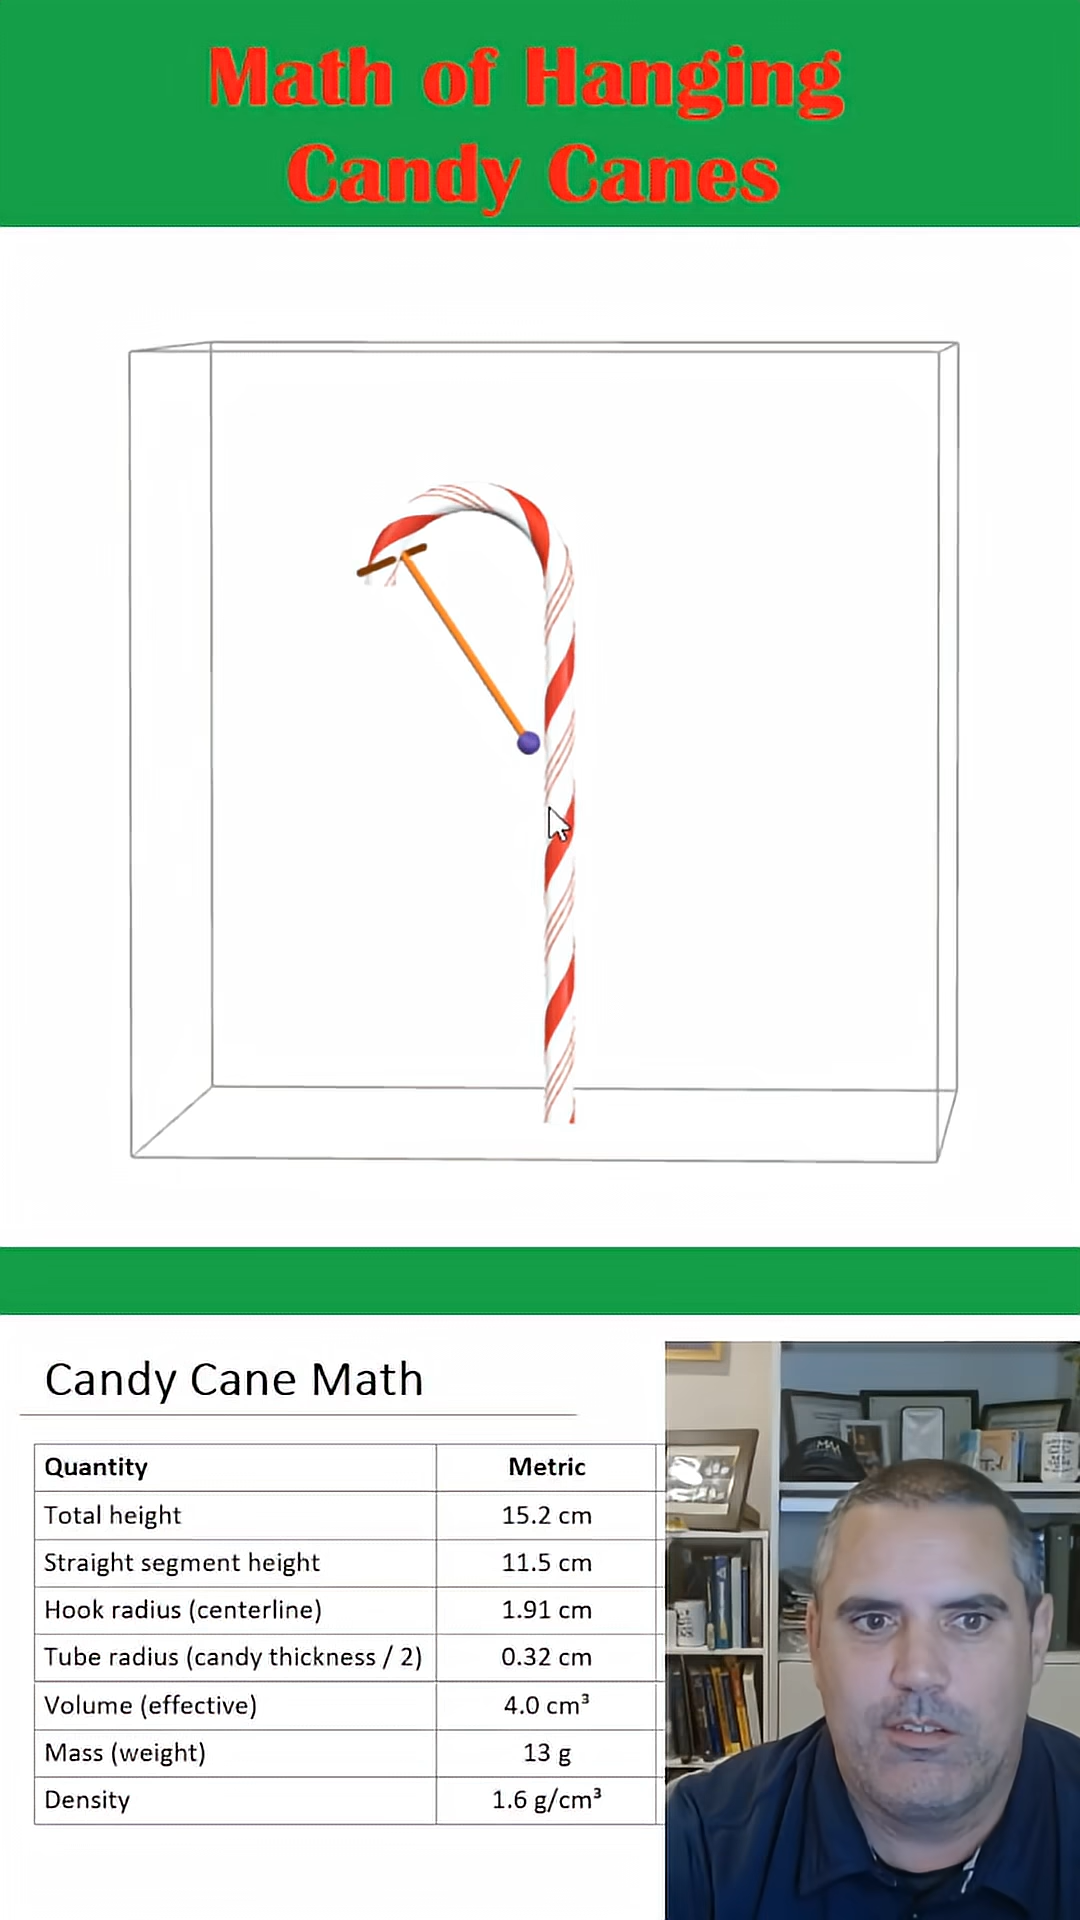 Math of Hanging
Candy Canes
Candy Cane Math
Quantity Metric
Total height 15.2 cm
Straight segment height 11.5 cm
Hook radius (centerline) 1.91 cm
Tube radius (candy thickness / 2) 0.32 cm
Volume (effective) 4.0 cm³
Mass (weight) 13 g
Density 1.6 g/cm³